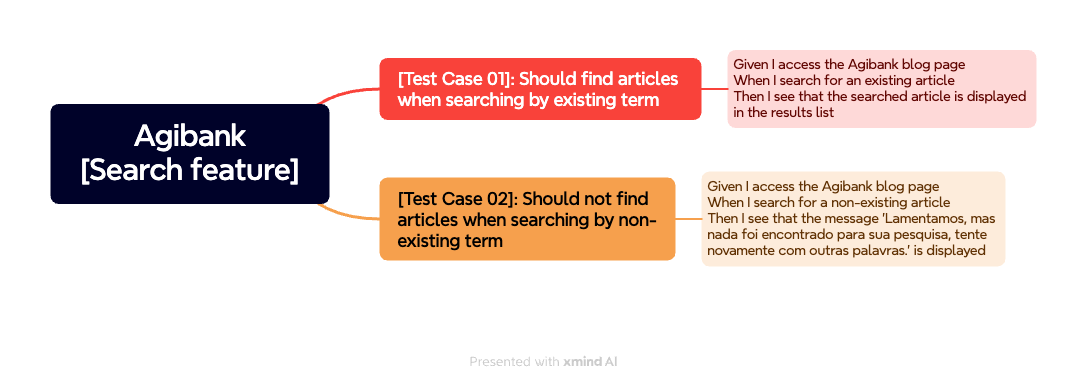 Agibank
[Search feature]
[Test Case 01]: Should find articles
when searching by existing term
Given I access the Agibank blog page
When I search for an existing article
Then I see that the searched article is displayed
in the results list
[Test Case 02]: Should not find
articles when searching by non-
existing term
Given I access the Agibank blog page
When I search for a non-existing article
Then I see that the message 'Lamentamos, mas
nada foi encontrado para sua pesquisa, tente
novamente com outras palavras.' is displayed
Presented with xmind AI